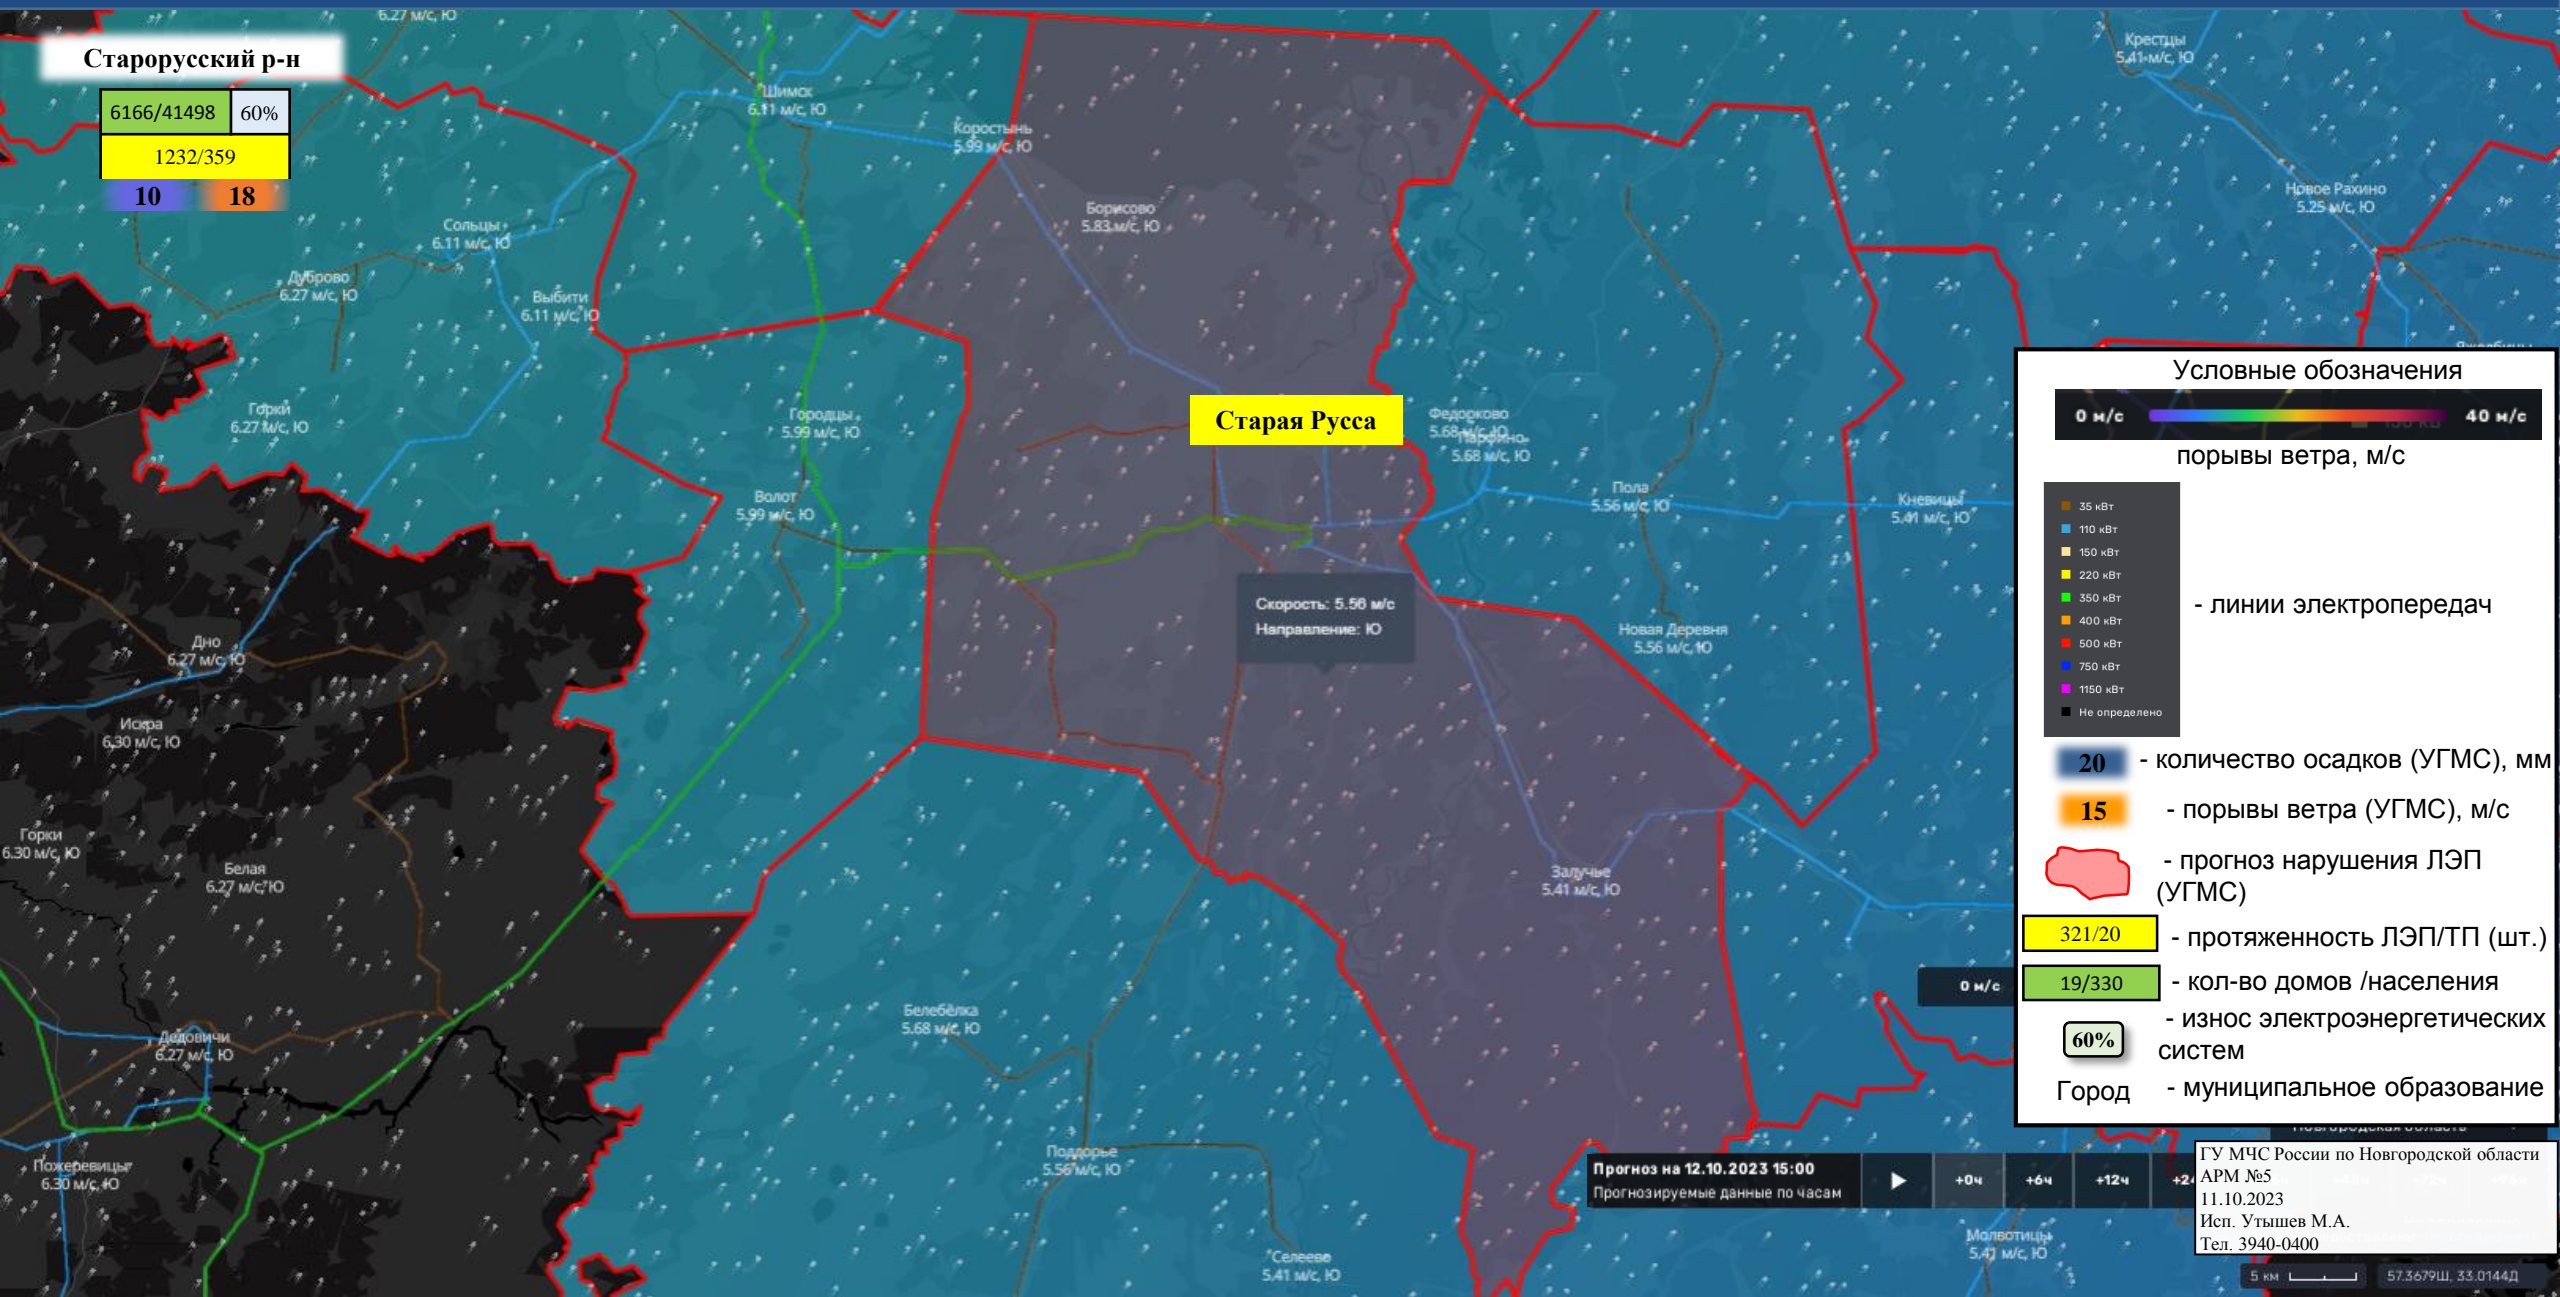 6.27 м/с, Ю
Старорусский р-н
6166/41498
60%
1232/359
10
18
Шимск
6.11 м/с, Ю
Коростынь
5.99 м/с, Ю
Крестцы
5.41 м/с, Ю
Борисово
5.83 м/с, Ю
Новое Рахино
5.25 м/с, Ю
Сольцы
6.11 м/с, Ю
Дуброво
6.27 м/с, Ю
Выбити
6.11 м/с, Ю
Горки
6.27 м/с, Ю
Городцы
5.99 м/с, Ю
Старая Русса
Федорково
5.68 м/с, Ю
Парфино
5.68 м/с, Ю
Волот
5.99 м/с, Ю
Пола
5.56 м/с, Ю
Кневицы
5.41 м/с, Ю
Скорость: 5.56 м/с
Направление: Ю
Новая Деревня
5.56 м/с, Ю
Дно
6.27 м/с, Ю
Искра
6.30 м/с, Ю
Горки
6.30 м/с, Ю
Белая
6.27 м/с, Ю
Залучье
5.41 м/с, Ю
Белебёлка
5.68 м/с, Ю
Дедовичи
6.27 м/с, Ю
Пожеревицы
6.30 м/с, Ю
Поддорье
5.56 м/с, Ю
Селеево
5.41 м/с, Ю
Молвотицы
5.41 м/с, Ю
0 м/с
Условные обозначения
0 м/с
40 м/с
порывы ветра, м/с
35 кВт
110 кВт
150 кВт
220 кВт
350 кВт
400 кВт
500 кВт
750 кВт
1150 кВт
Не определено
- линии электропередач
20 - количество осадков (УГМС), мм
15 - порывы ветра (УГМС), м/с
- прогноз нарушения ЛЭП
(УГМС)
321/20 - протяженность ЛЭП/ТП (шт.)
19/330 - кол-во домов /населения
- износ электроэнергетических
60%
систем
Город - муниципальное образование
Новгородская область
Прогноз на 12.10.2023 15:00
Прогнозируемые данные по часам
+0ч +6ч +12ч
ГУ МЧС России по Новгородской области
АРМ №5
11.10.2023
Исп. Утышев М.А.
Тел. 3940-0400
5 км
57.3679Ш, 33.0144Д